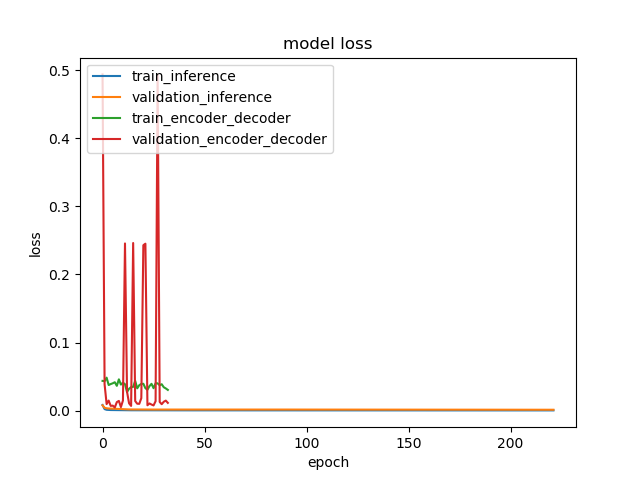 model loss
train_inference
validation_inference
train_encoder_decoder
validation_encoder_decoder
0.5
0.4
0.3
0.2
0.1
0.0
loss
0 50 100 150 200
epoch